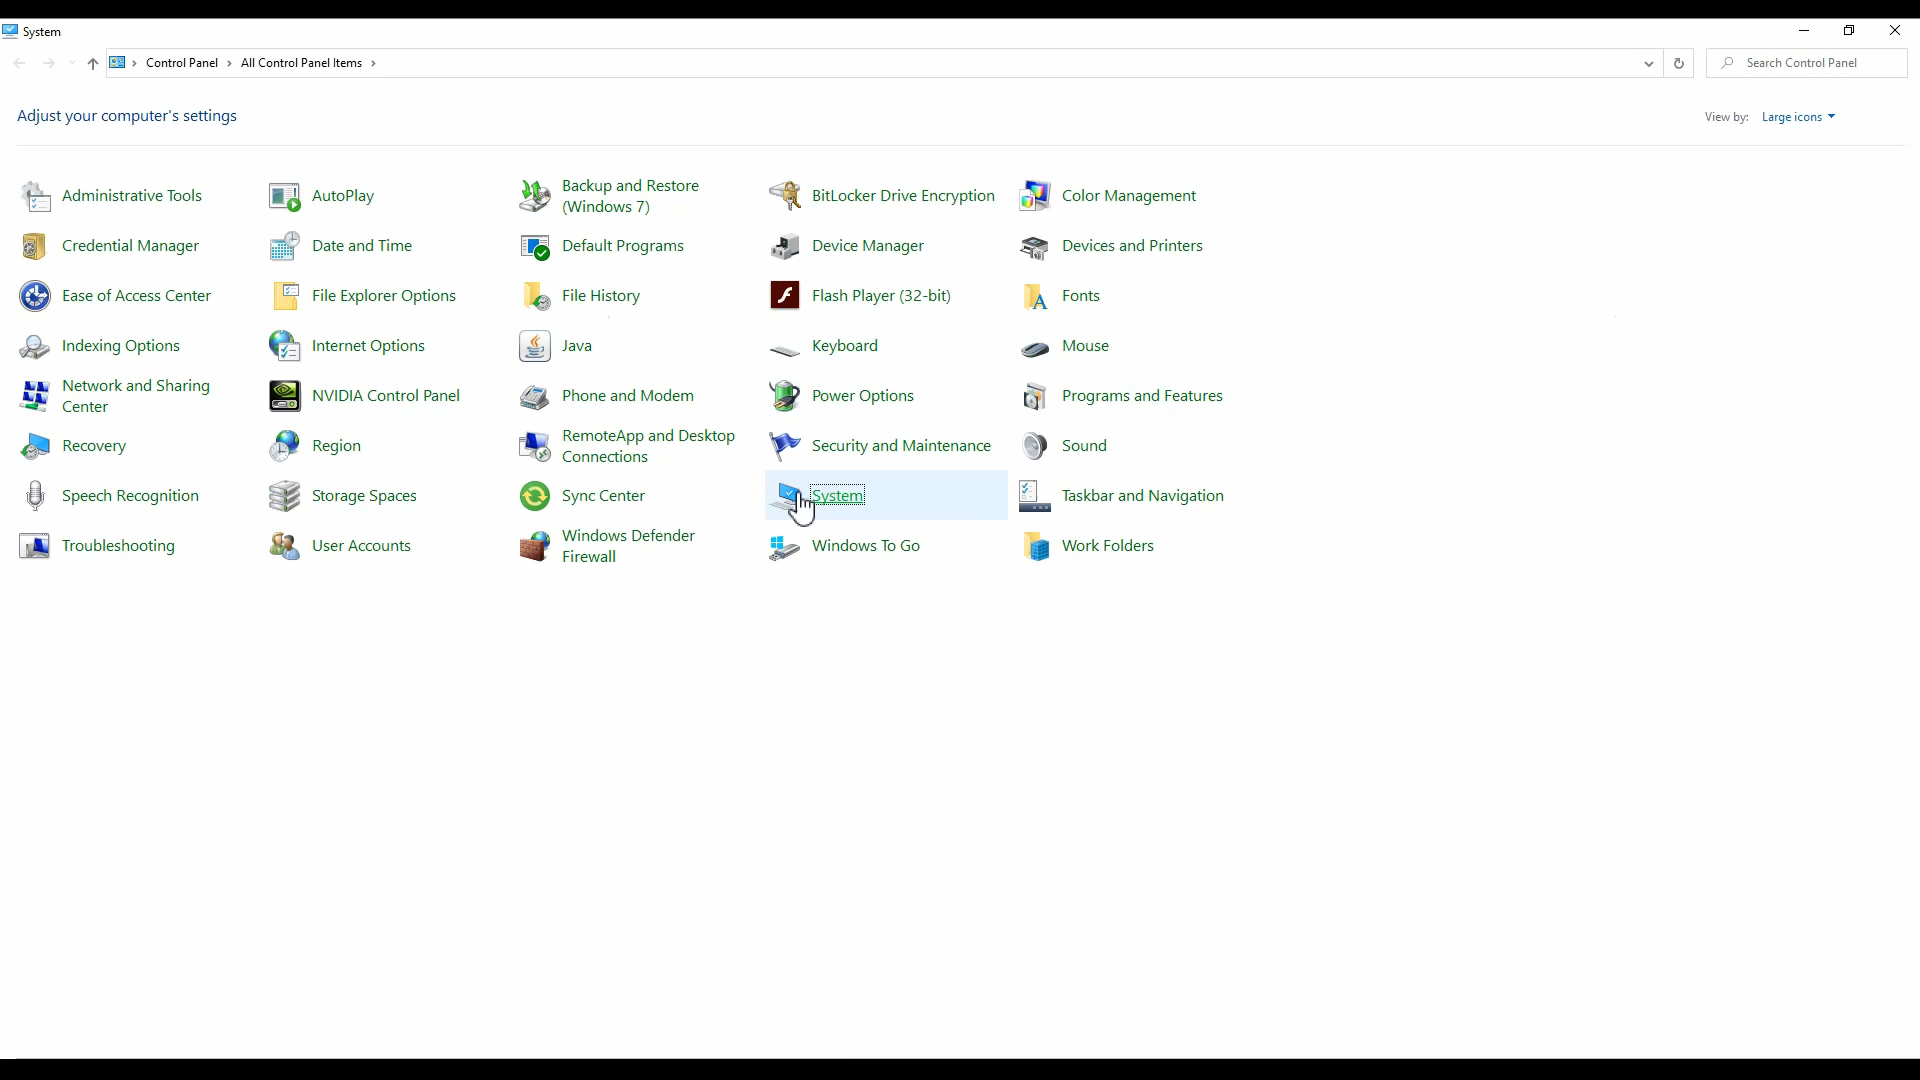 System
Control Panel
All Control Panel Items
Search Control Panel
Adjust your computer's settings
View by:
Large icons
Administrative Tools
AutoPlay
Backup and Restore
(Windows 7)
BitLocker Drive Encryption
Color Management
Credential Manager
Date and Time
Default Programs
Device Manager
Devices and Printers
Ease of Access Center
File Explorer Options
File History
Flash Player (32-bit)
Fonts
Indexing Options
Internet Options
Java
Keyboard
Mouse
Network and Sharing
Center
NVIDIA Control Panel
Phone and Modem
Power Options
Programs and Features
Recovery
Region
RemoteApp and Desktop
Connections
Security and Maintenance
Sound
Speech Recognition
Storage Spaces
Sync Center
System
Taskbar and Navigation
Troubleshooting
User Accounts
Windows Defender
Firewall
Windows To Go
Work Folders